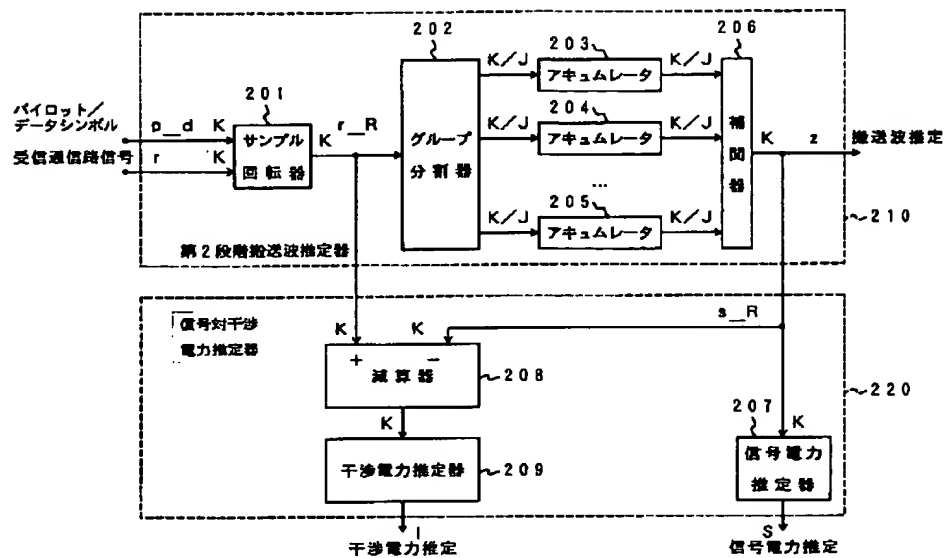 202
203
206
K/J
アキュムレータ
K/J
201
204
パイロット/
データシンボル
p_d
K
サンプル
回転器
K
r_R
グループ
分割器
K/J
アキュムレータ
K/J
補
間
器
K
z
搬送波推定
受信通信路信号
r
K
...
205
K/J
アキュムレータ
K/J
210
第2段階搬送波推定器
信号対干渉
電力推定器
K
K
s_R
+
-
減算器
208
220
207
K
K
干渉電力推定器
209
信号電力
推定器
I
干渉電力推定
S
信号電力推定